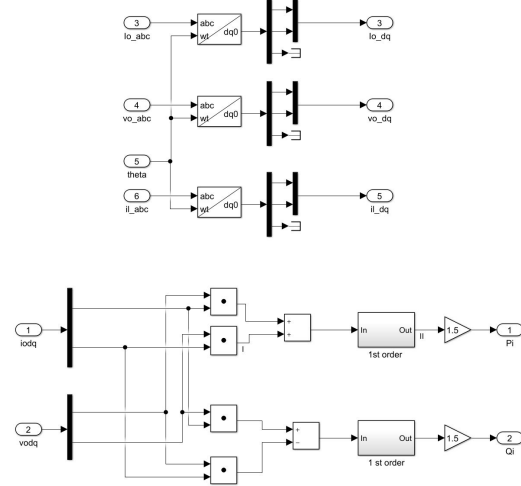 3
abc
3
Io_abc
wt
dq0
Io_dq
4
abc
4
vo_abc
wt
dq0
vo_dq
5
theta
6
abc
5
il_abc
wt
dq0
il_dq
1
iodq
+
+
I
In
Out
II
1st order
1.5
1
Pi
2
vodq
+
−
In
Out
1 st order
1.5
2
Qi